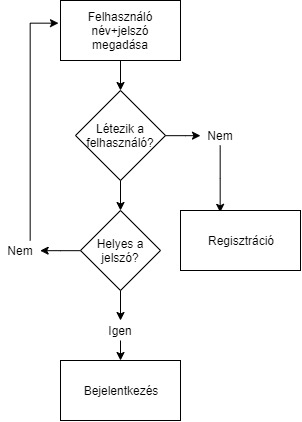 Felhasználó
név+jelszó
megadása
Létezik a
felhasználó?
Nem
Regisztráció
Helyes a
jelszó?
Nem
Igen
Bejelentkezés